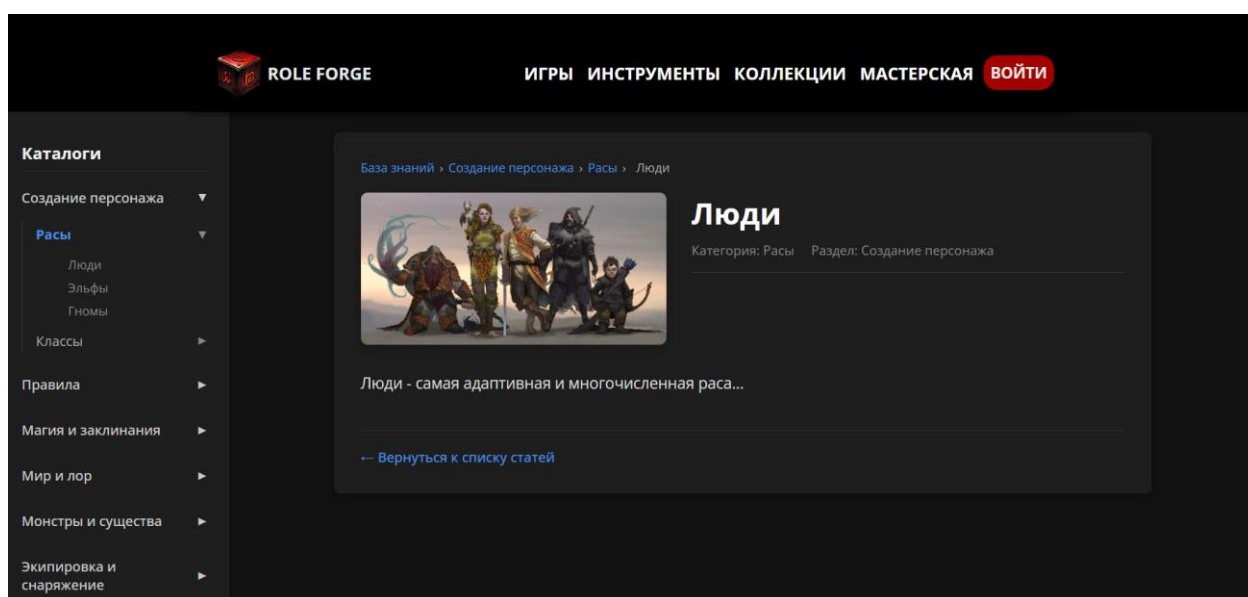 ROLE FORGE
ИГРЫ ИНСТРУМЕНТЫ КОЛЛЕКЦИИ МАСТЕРСКАЯ ВОЙТИ
Каталоги
Создание персонажа ▼
Расы ▼
Люди
Эльфы
Гномы
Классы ►
Правила ►
Магия и заклинания ►
Мир и лор ►
Монстры и существа ►
Экипировка и
снаряжение ►
База знаний › Создание персонажа › Расы › Люди
Люди
Категория: Расы Раздел: Создание персонажа
Люди - самая адаптивная и многочисленная раса...
← Вернуться к списку статей